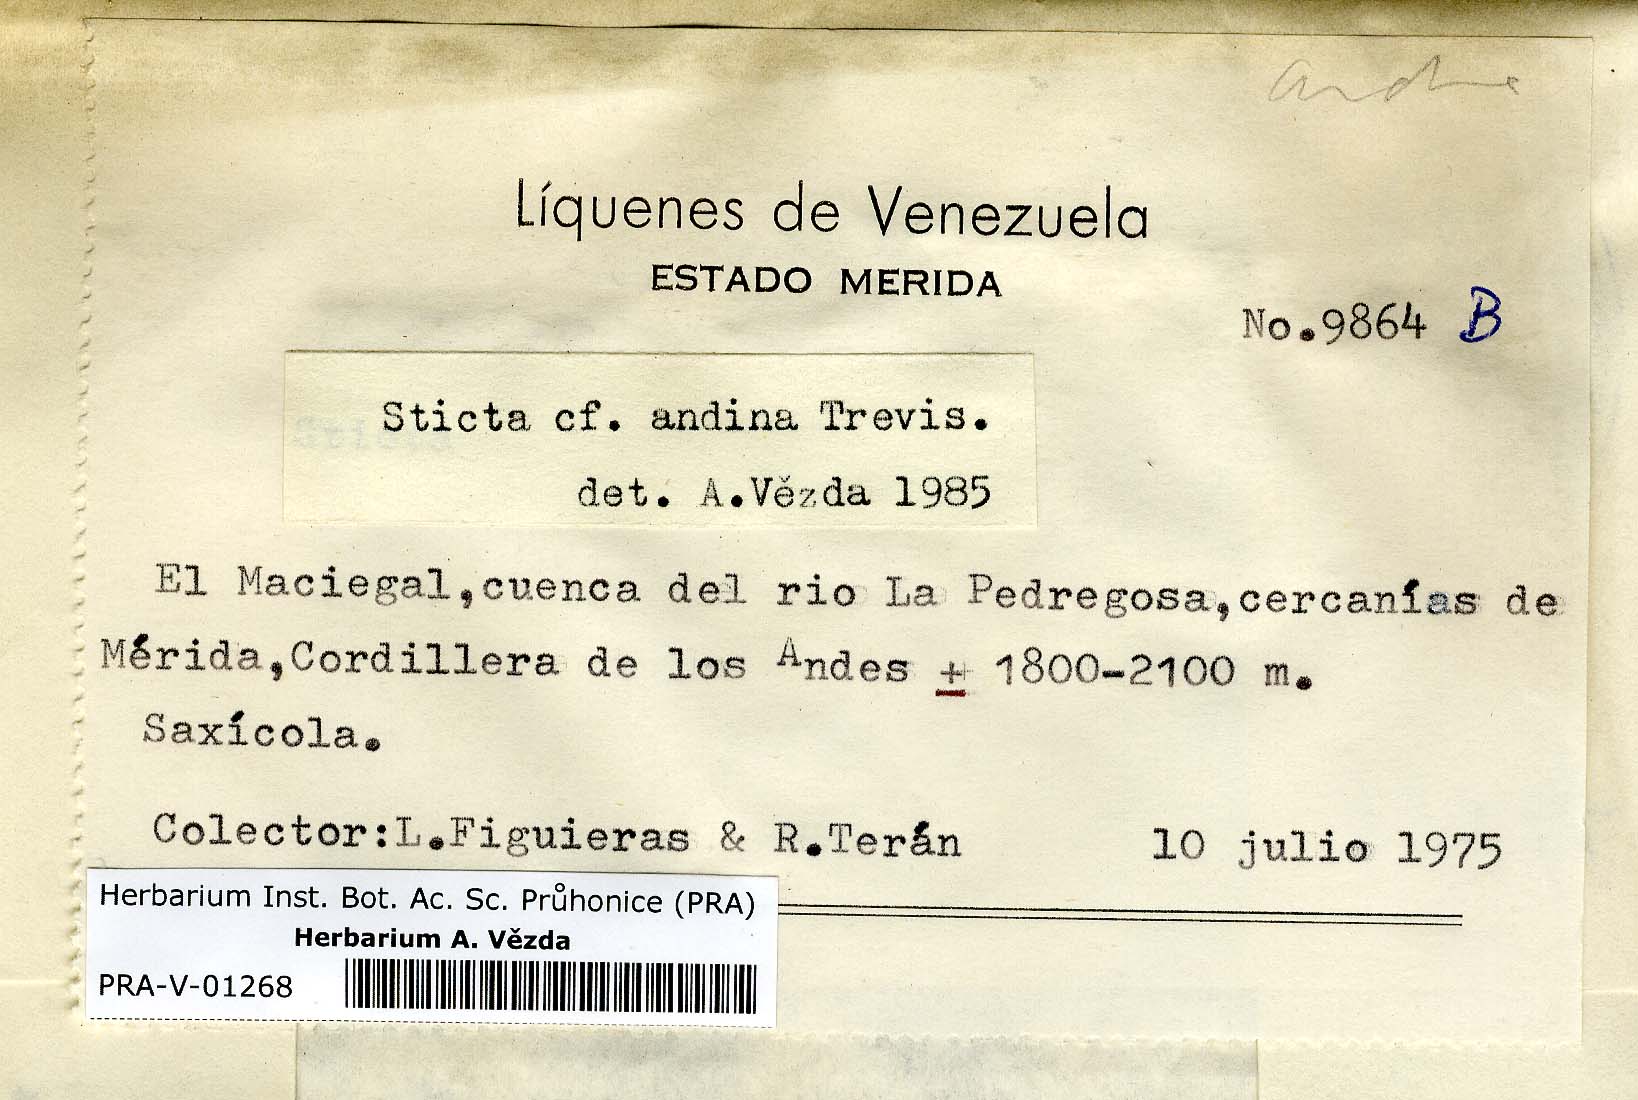 Líquenes de Venezuela
ESTADO MERIDA
No.9864 B
Sticta cf. andina Trevis.
det. A.Vězda 1985
El Maciegal,cuenca del rio La Pedregosa,cercanías de
Mérida,Cordillera de los Andes ± 1800-2100 m.
Saxícola.
Colector:L.Figuieras & R.Terán 10 julio 1975
Herbarium Inst. Bot. Ac. Sc. Průhonice (PRA)
Herbarium A. Vězda
PRA-V-01268